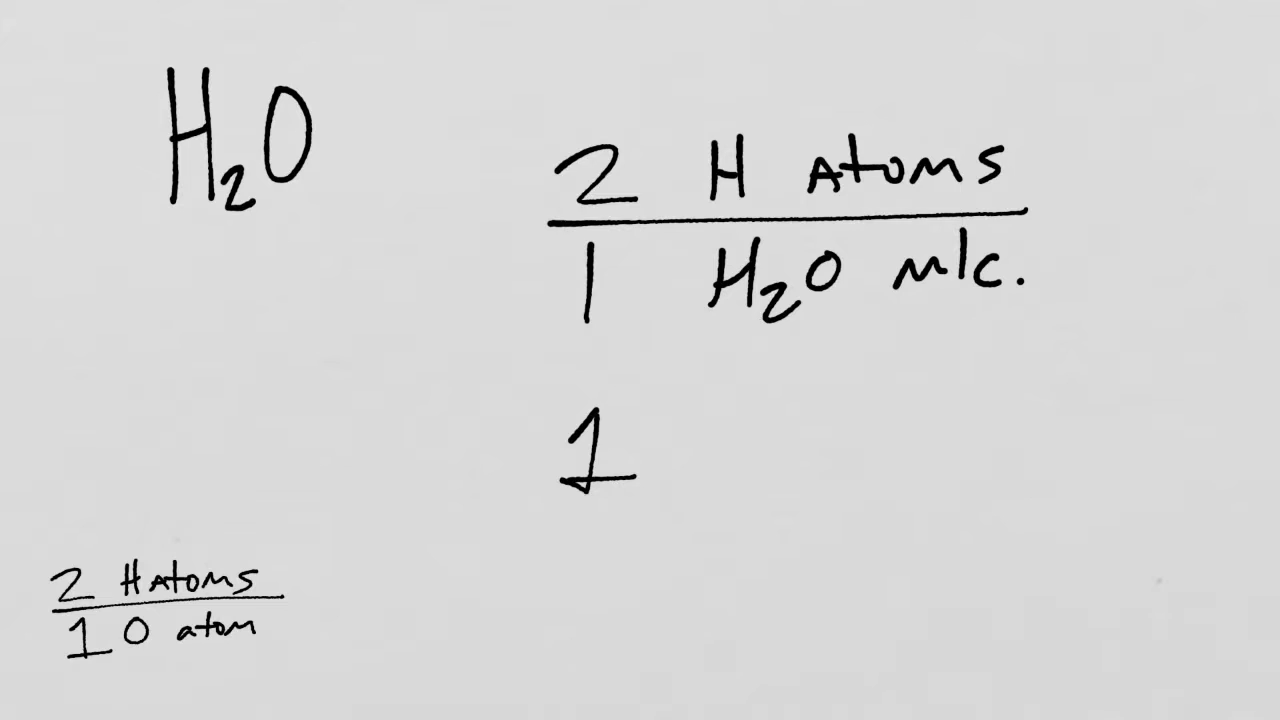 H₂O
2 H Atoms
1 H₂O mlc.
1
2 H Atoms
1 O atom